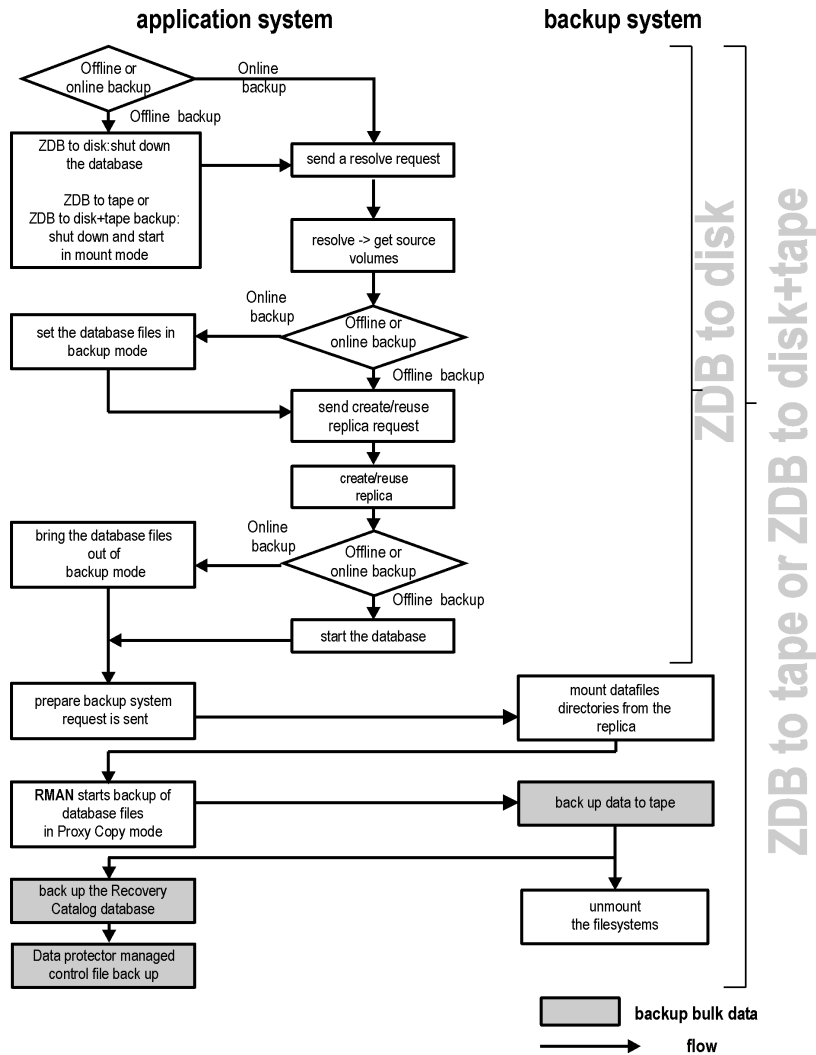 application system
backup system
Offline or
online backup
Online
backup
Offline backup
ZDB to disk:shut down
the database
ZDB to tape or
ZDB to disk+tape backup:
shut down and start
in mount mode
send a resolve request
resolve -> get source
volumes
Online
backup
Offline or
online backup
set the database files in
backup mode
Offline backup
send create/reuse
replica request
create/reuse
replica
Online
backup
Offline or
online backup
bring the database files
out of
backup mode
Offline backup
start the database
prepare backup system
request is sent
mount datafiles
directories from the
replica
RMAN starts backup of
database files
in Proxy Copy mode
back up data to tape
back up the Recovery
Catalog database
unmount
the filesystems
Data protector managed
control file back up
ZDB to disk
ZDB to tape or ZDB to disk+tape
backup bulk data
flow